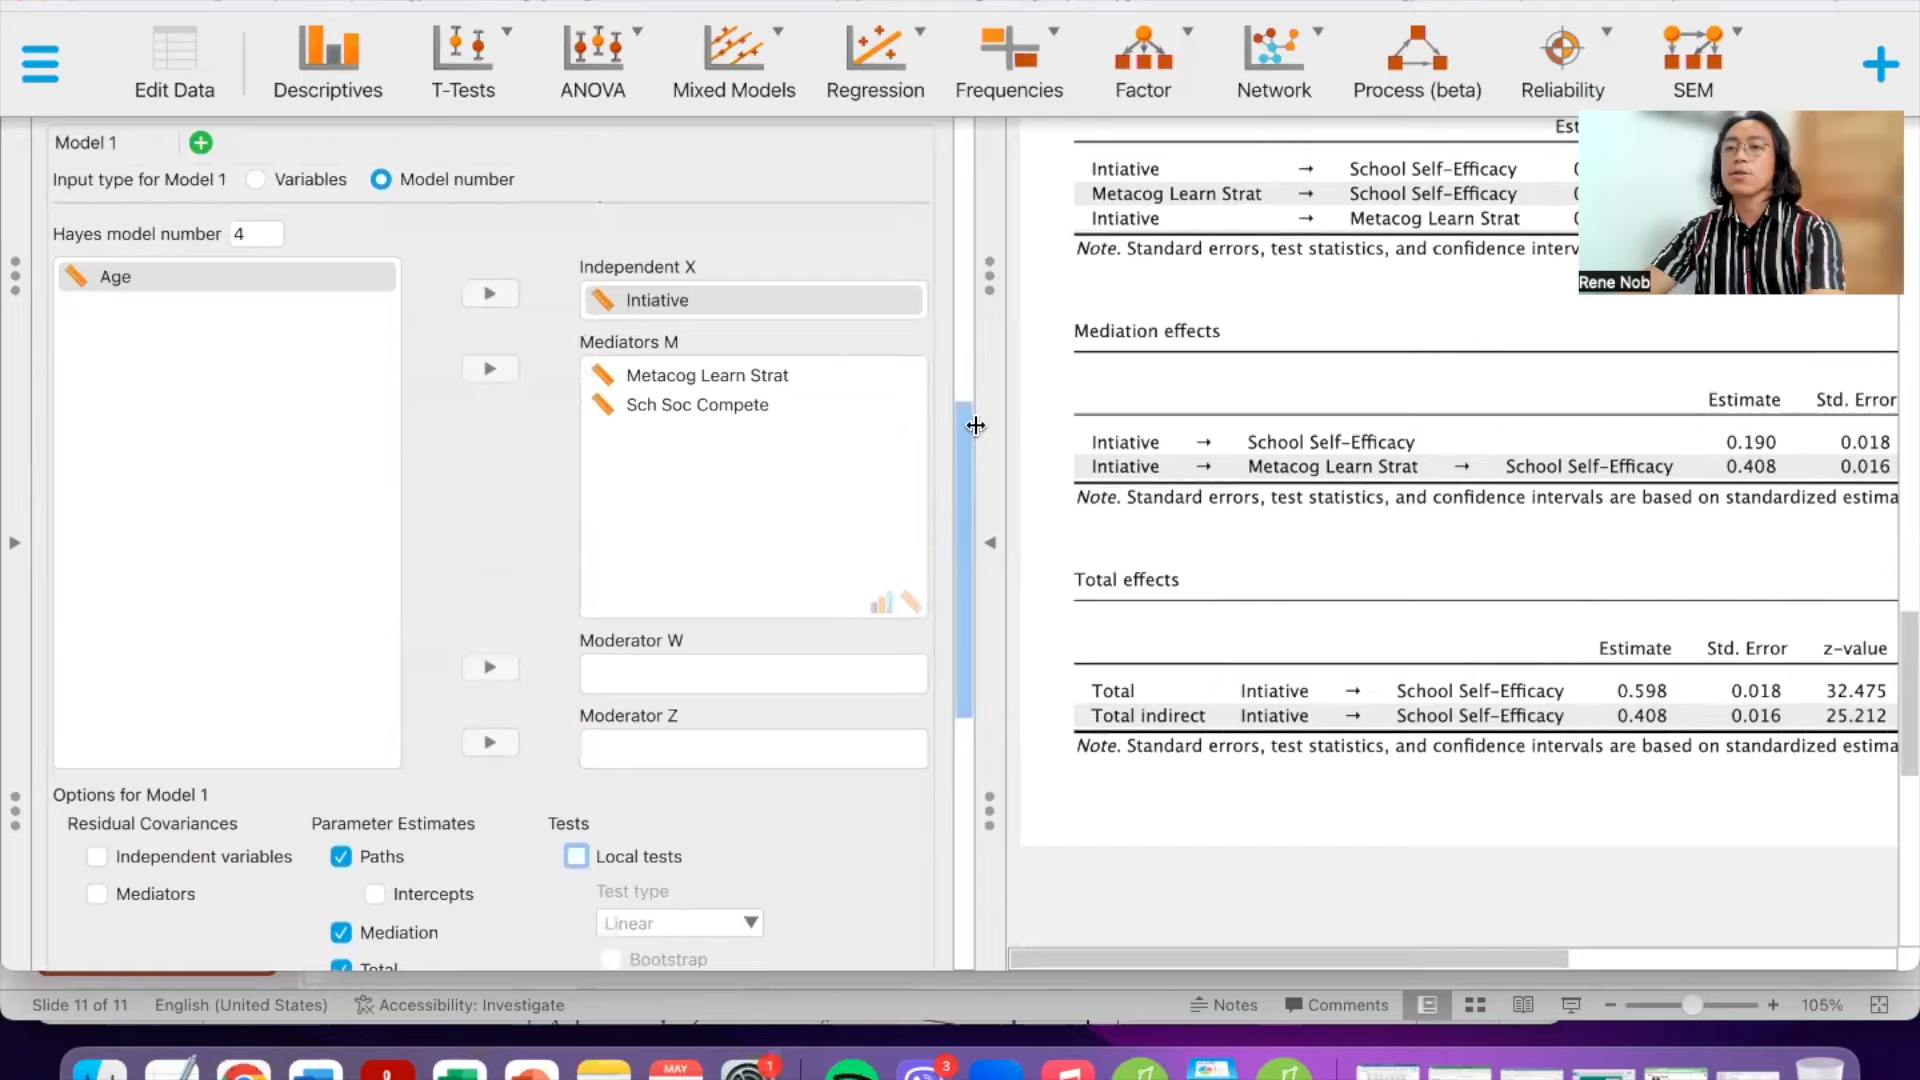 Edit Data
Descriptives
T-Tests
ANOVA
Mixed Models
Regression
Frequencies
Factor
Network
Process (beta)
Reliability
SEM
Model 1
Input type for Model 1
Variables
Model number
Hayes model number
4
Age
Independent X
Intiative
Mediators M
Metacog Learn Strat
Sch Soc Compete
Moderator W
Moderator Z
Options for Model 1
Residual Covariances
Independent variables
Mediators
Parameter Estimates
Paths
Intercepts
Mediation
Total
Tests
Local tests
Test type
Linear
Bootstrap
Intiative → School Self-Efficacy
Metacog Learn Strat → School Self-Efficacy
Intiative → Metacog Learn Strat
Note. Standard errors, test statistics, and confidence
Rene Nob
Mediation effects
Estimate Std. Error
Intiative → School Self-Efficacy 0.190 0.018
Intiative → Metacog Learn Strat → School Self-Efficacy 0.408 0.016
Note. Standard errors, test statistics, and confidence intervals are based on standardized estima
Total effects
Estimate Std. Error z-value
Total Intiative → School Self-Efficacy 0.598 0.018 32.475
Total indirect Intiative → School Self-Efficacy 0.408 0.016 25.212
Note. Standard errors, test statistics, and confidence intervals are based on standardized estima
Slide 11 of 11 English (United States) Accessibility: Investigate Notes Comments 105%
MAY
1
3